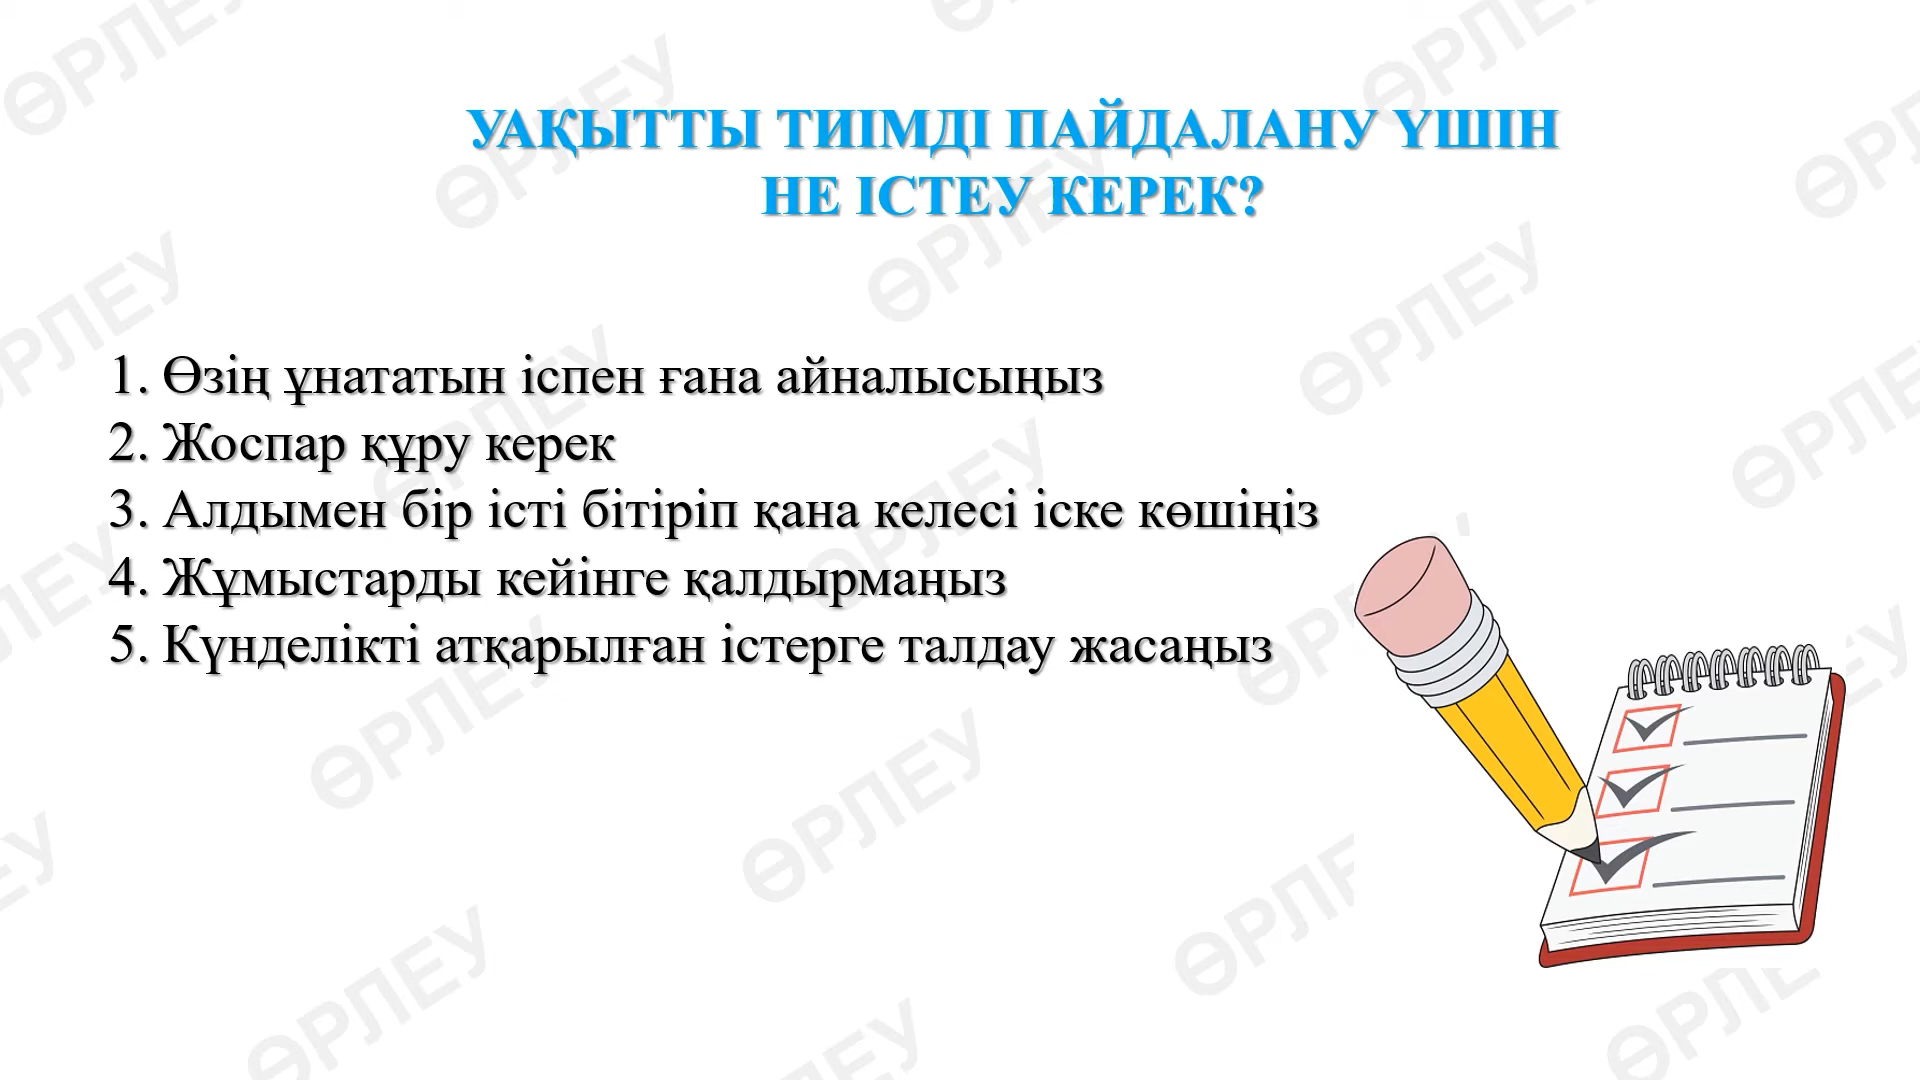 УАҚЫТТЫ ТИІМДІ ПАЙДАЛАНУ ҮШІН
НЕ ІСТЕУ КЕРЕК?
1. Өзің ұнататын іспен ғана айналысыңыз
2. Жоспар құру керек
3. Алдымен бір істі бітіріп қана келесі іске көшіңіз
4. Жұмыстарды кейінге қалдырмаңыз
5. Күнделікті атқарылған істерге талдау жасаңыз
ӨРЛЕУ